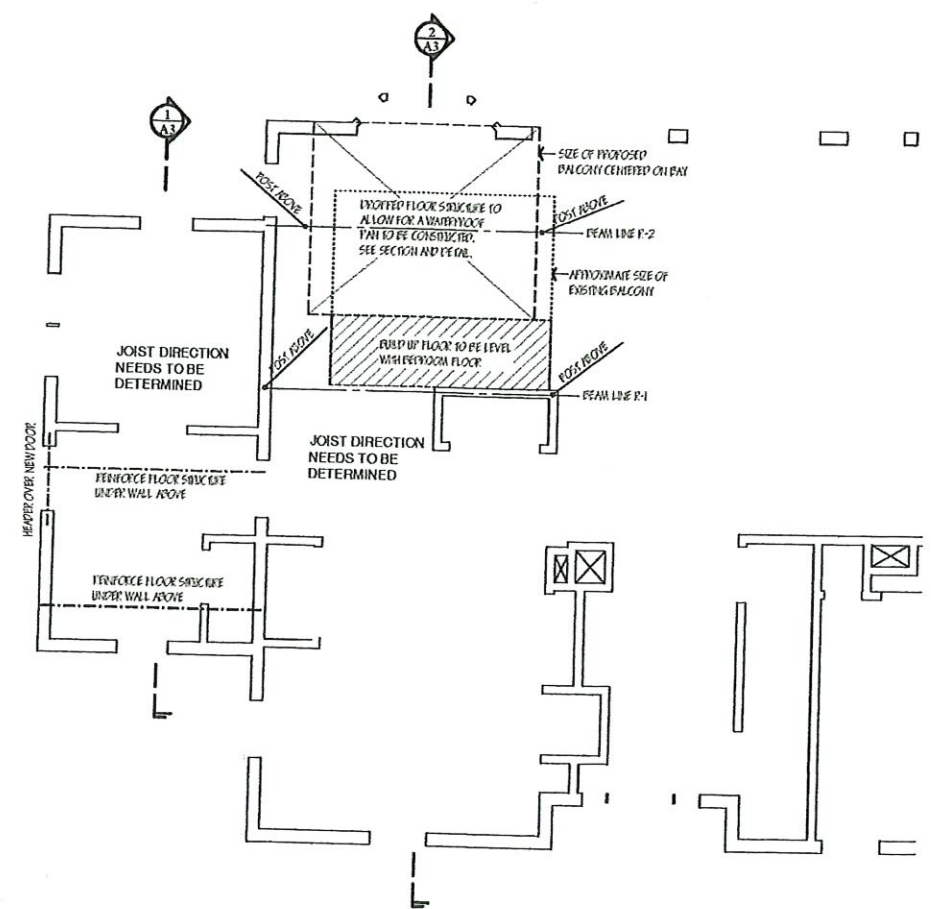 2
A3
1
A3
SIZE OF PROPOSED
BALCONY CENTERED ON BAY
POST ABOVE
DROPPED FLOOR STRUCTURE TO
ALLOW FOR A WATERPROOF
PAN TO BE CONSTRUCTED.
SEE SECTION AND DETAIL.
POST ABOVE
BEAM LINE R-2
APPROXIMATE SIZE OF
EXISTING BALCONY
JOIST DIRECTION
NEEDS TO BE
DETERMINED
POST ABOVE
BUILD UP FLOOR TO BE LEVEL
WITH BEDROOM FLOOR
POST ABOVE
BEAM LINE R-1
JOIST DIRECTION
NEEDS TO BE
DETERMINED
HEADER OVER NEW DOOR
REINFORCE FLOOR STRUCTURE
UNDER WALL ABOVE
REINFORCE FLOOR STRUCTURE
UNDER WALL ABOVE